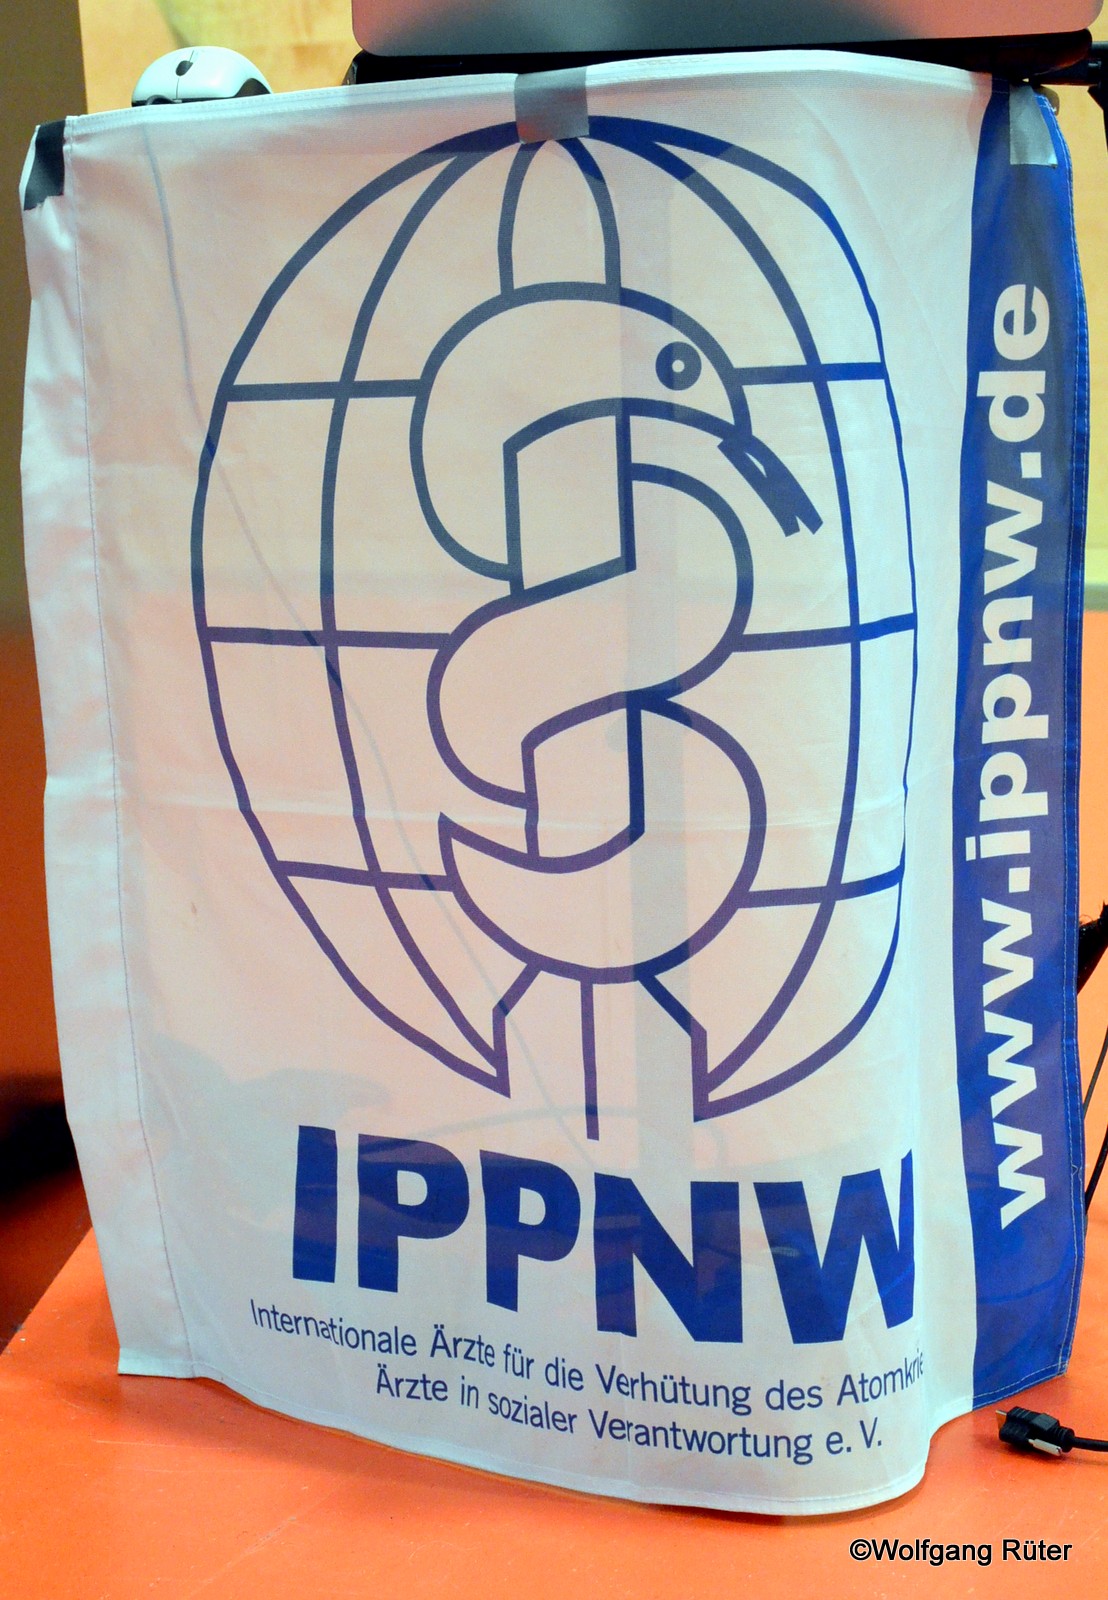 IPPNW
Internationale Ärzte für die Verhütung des Atomkrie
Ärzte in sozialer Verantwortung e. V.
www.ippnw.de
©Wolfgang Rüter